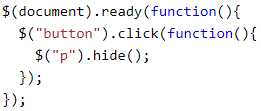 $(document).ready(function(){
  $("button").click(function(){
    $("p").hide();
  });
});